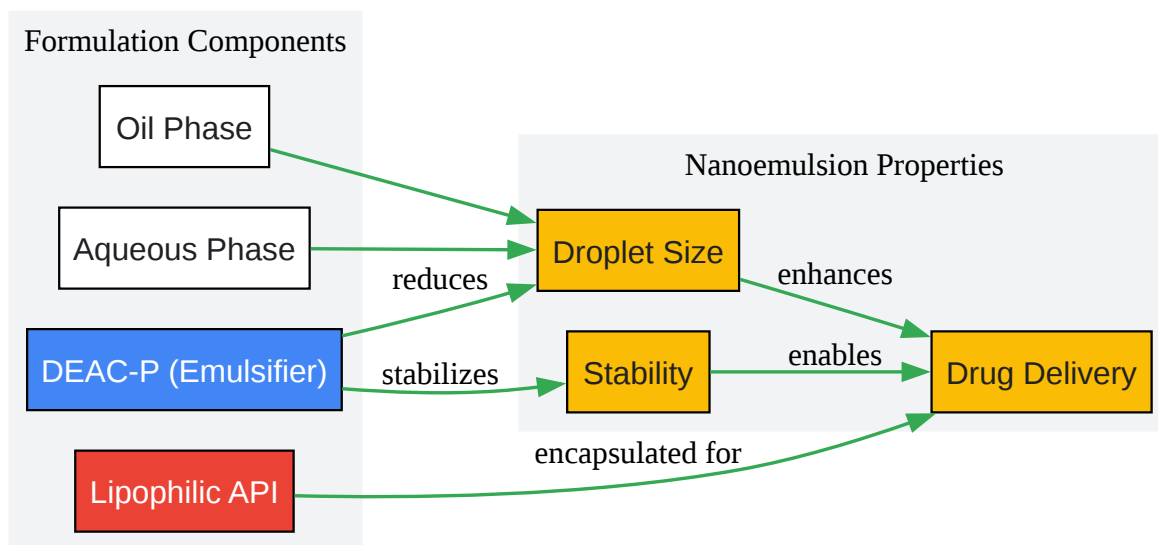 Formulation Components
Oil Phase
Aqueous Phase
DEAC-P (Emulsifier)
Lipophilic API
reduces
stabilizes
encapsulated for
Nanoemulsion Properties
Droplet Size
Stability
enhances
enables
Drug Delivery